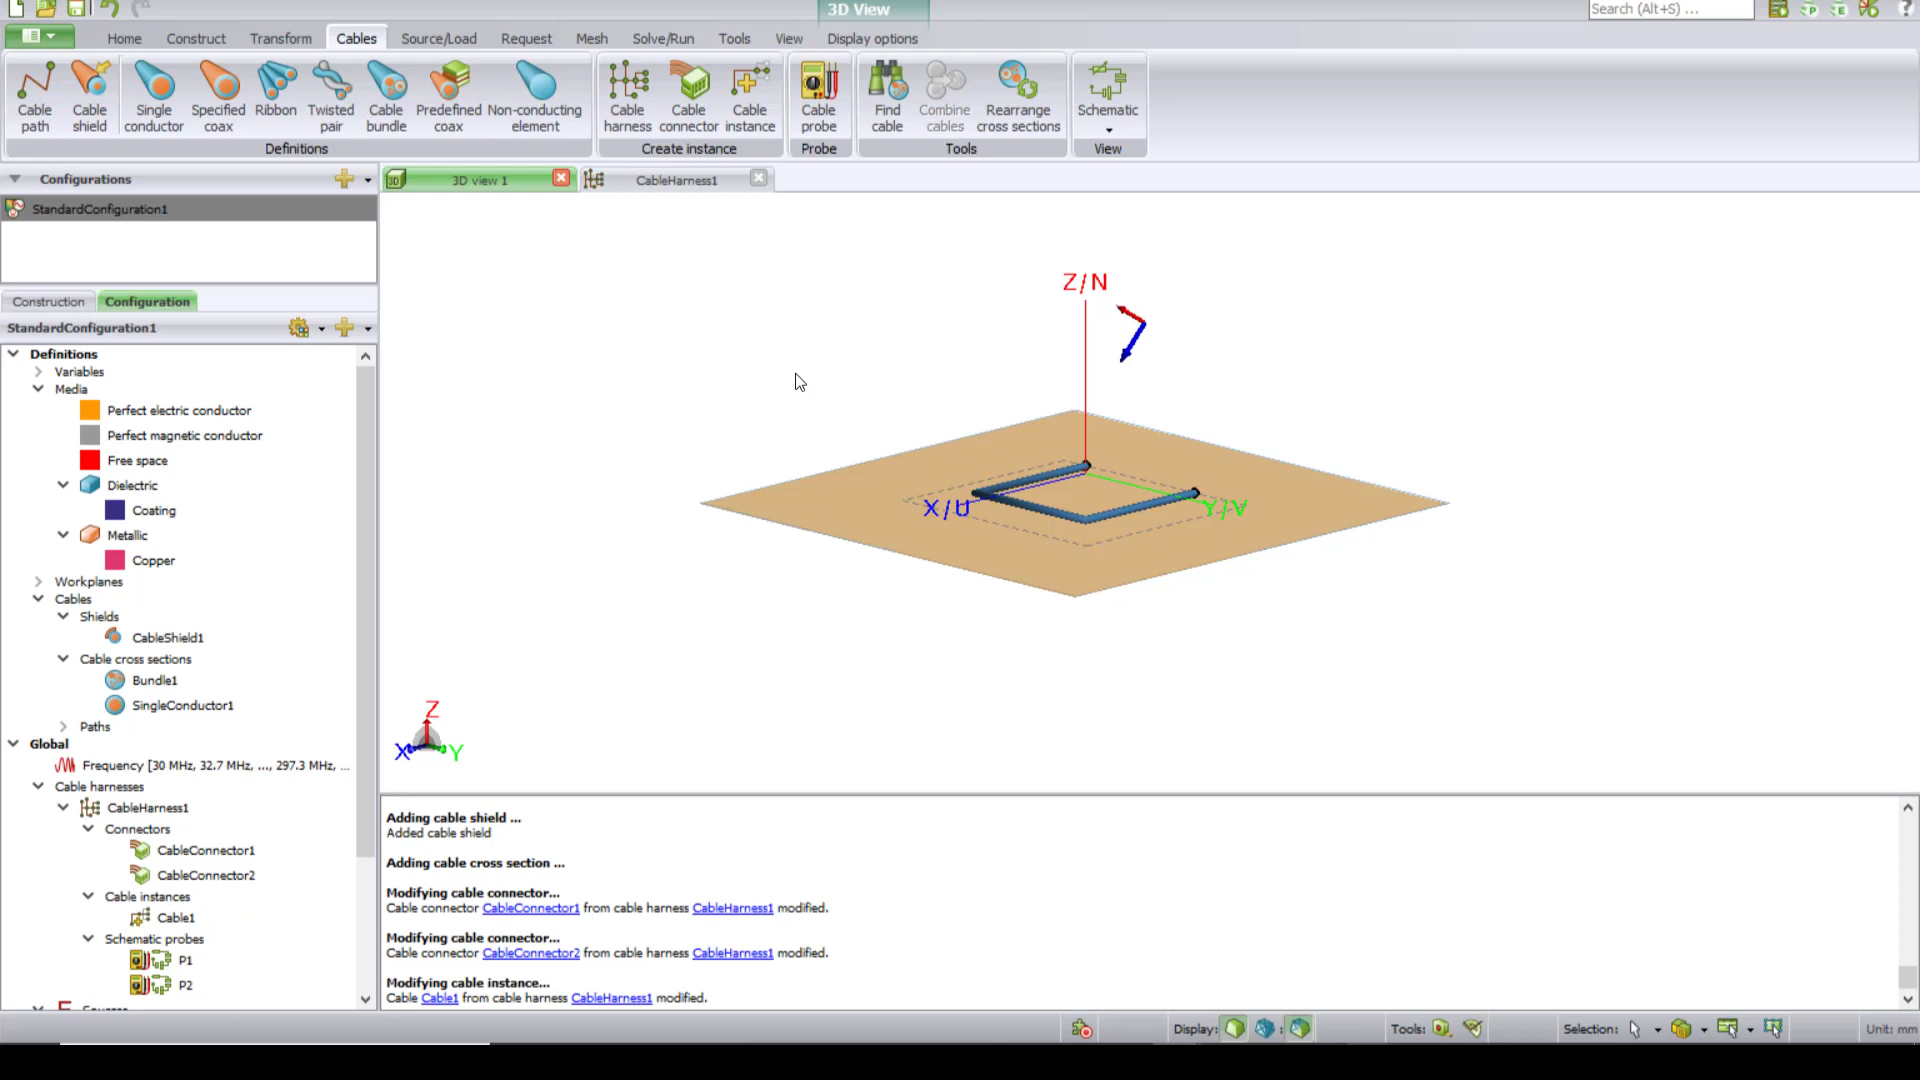 3D View
Search (Alt+S) ...
Home
Construct
Transform
Cables
Source/Load
Request
Mesh
Solve/Run
Tools
View
Display options
Cable path
Cable shield
Single conductor
Specified coax
Ribbon
Twisted pair
Cable bundle
Predefined coax
Non-conducting element
Definitions
Cable harness
Cable connector
Cable instance
Create instance
Cable probe
Probe
Find cable
Combine cables
Rearrange cross sections
Tools
Schematic
View
Configurations
StandardConfiguration1
Construction
Configuration
StandardConfiguration1
Definitions
Variables
Media
Perfect electric conductor
Perfect magnetic conductor
Free space
Dielectric
Coating
Metallic
Copper
Workplanes
Cables
Shields
CableShield1
Cable cross sections
Bundle1
SingleConductor1
Paths
Global
Frequency [30 MHz, 32.7 MHz, ..., 297.3 MHz, ...
Cable harnesses
CableHarness1
Connectors
CableConnector1
CableConnector2
Cable instances
Cable1
Schematic probes
P1
P2
3D view 1
CableHarness1
Z/N
X/U
Y/V
Z
X
Y
Adding cable shield ...
Added cable shield
Adding cable cross section ...
Modifying cable connector...
Cable connector CableConnector1 from cable harness CableHarness1 modified.
Modifying cable connector...
Cable connector CableConnector2 from cable harness CableHarness1 modified.
Modifying cable instance...
Cable Cable1 from cable harness CableHarness1 modified.
Display:
:
Tools:
Selection:
Unit: mm